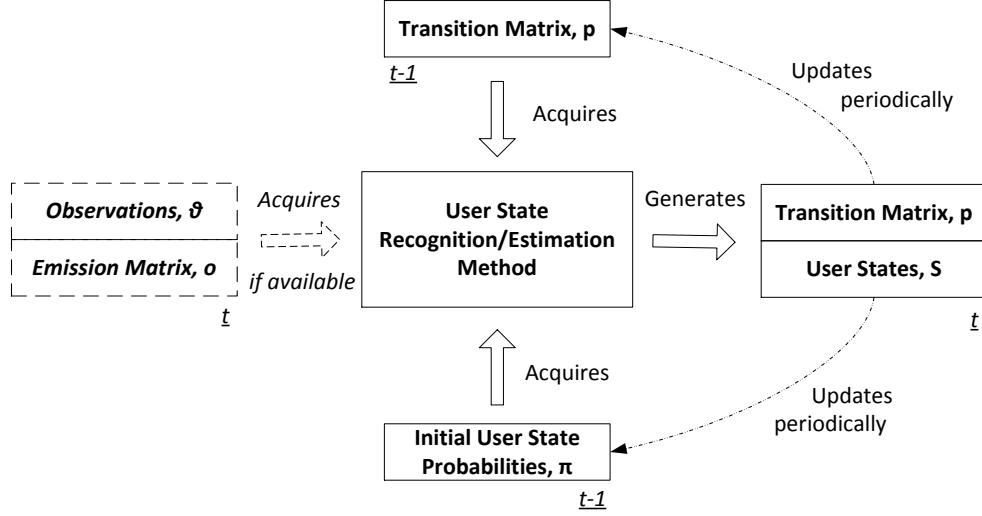 Transition Matrix, p
t-1
Updates
periodically
Acquires
Observations, ϑ
Emission Matrix, o
t
Acquires
if available
User State
Recognition/Estimation
Method
Generates
Transition Matrix, p
User States, S
t
Acquires
Updates
periodically
Initial User State
Probabilities, π
t-1